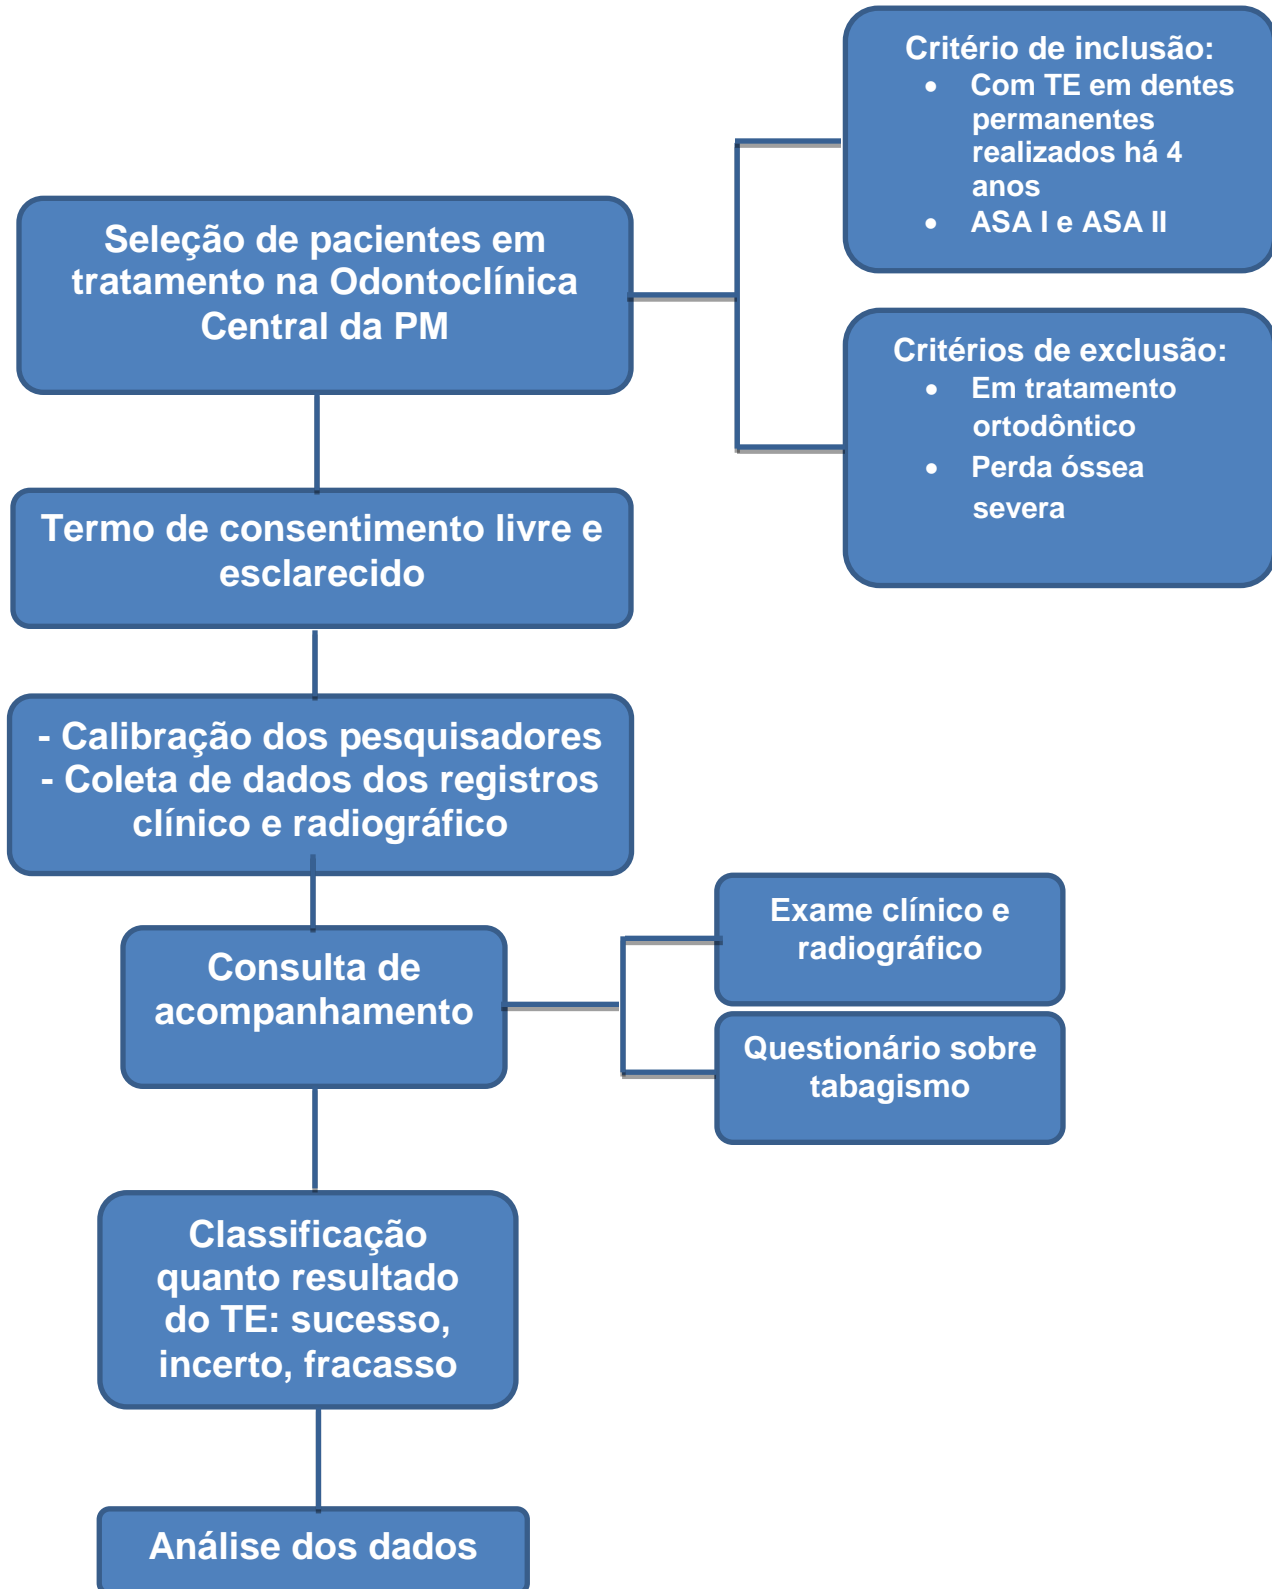 Seleção de pacientes em
tratamento na Odontoclínica
Central da PM
Critério de inclusão:
• Com TE em dentes
permanentes
realizados há 4
anos
• ASA I e ASA II
Critérios de exclusão:
• Em tratamento
ortodôntico
• Perda óssea
severa
Termo de consentimento livre e
esclarecido
- Calibração dos pesquisadores
- Coleta de dados dos registros
clínico e radiográfico
Consulta de
acompanhamento
Exame clínico e
radiográfico
Questionário sobre
tabagismo
Classificação
quanto resultado
do TE: sucesso,
incerto, fracasso
Análise dos dados